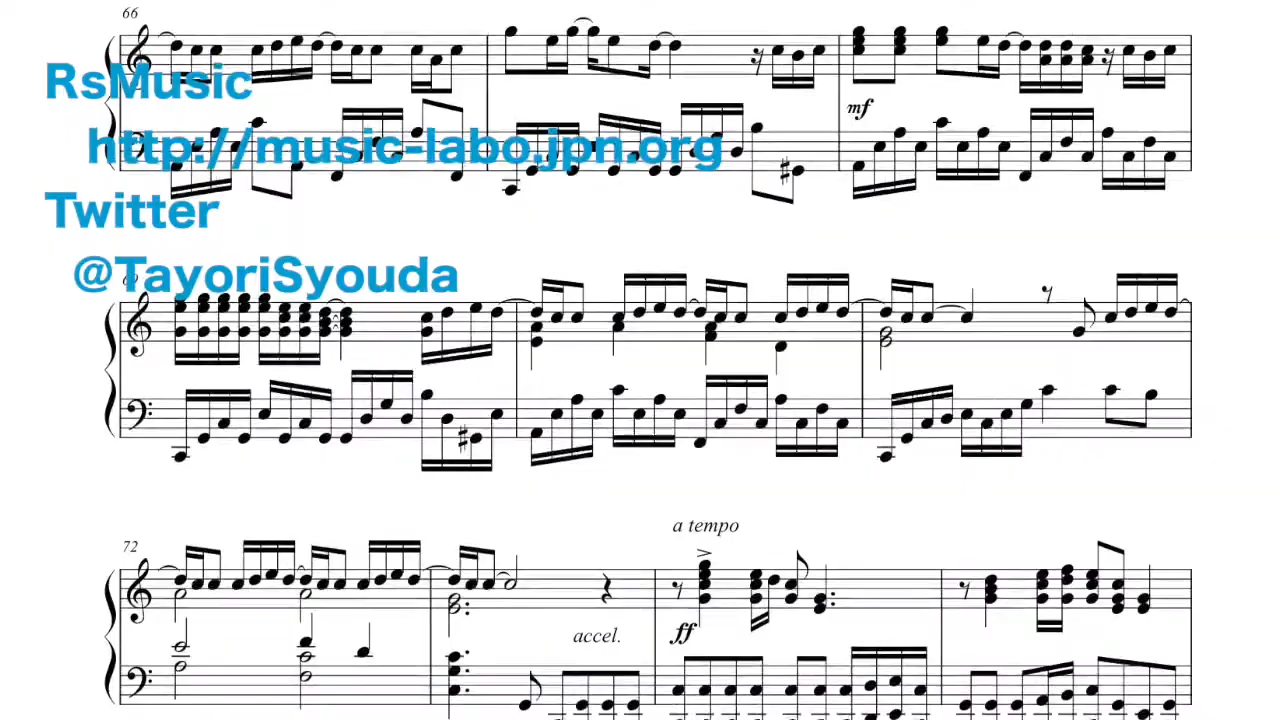 66
RsMusic
mf
http://music-labo.jpn.org
Twitter
@TayoriSyouda
a tempo
72
accel.
ff